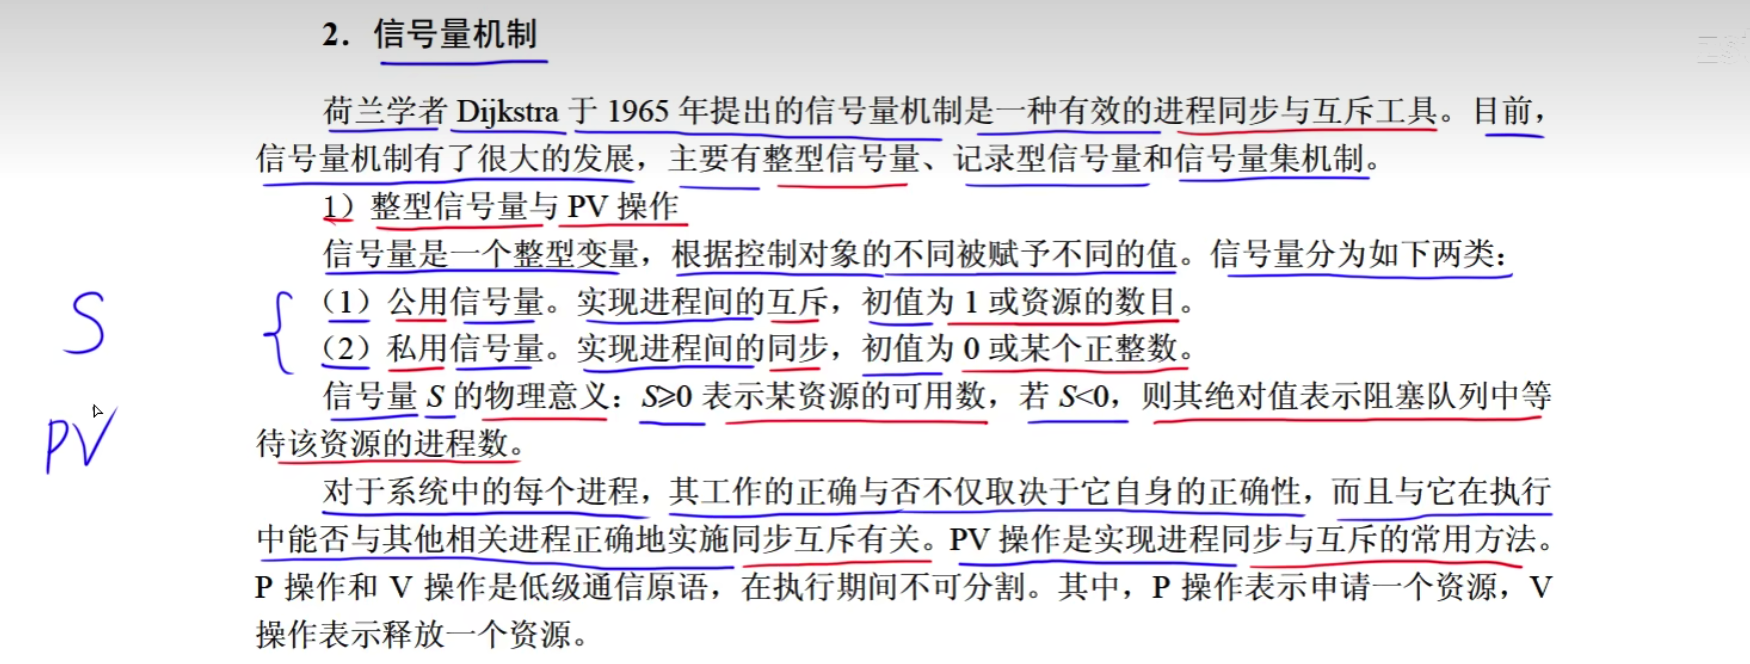 2. 信号量机制
荷兰学者 Dijkstra 于 1965 年提出的信号量机制是一种有效的进程同步与互斥工具。目前，
信号量机制有了很大的发展，主要有整型信号量、记录型信号量和信号量集机制。
1）整型信号量与 PV 操作
信号量是一个整型变量，根据控制对象的不同被赋予不同的值。信号量分为如下两类：
（1）公用信号量。实现进程间的互斥，初值为 1 或资源的数目。
（2）私用信号量。实现进程间的同步，初值为 0 或某个正整数。
S
信号量 S 的物理意义：S⩾0 表示某资源的可用数，若 S<0，则其绝对值表示阻塞队列中等
待该资源的进程数。
PV
对于系统中的每个进程，其工作的正确与否不仅取决于它自身的正确性，而且与它在执行
中能否与其他相关进程正确地实施同步互斥有关。PV 操作是实现进程同步与互斥的常用方法。
P 操作和 V 操作是低级通信原语，在执行期间不可分割。其中，P 操作表示申请一个资源，V
操作表示释放一个资源。